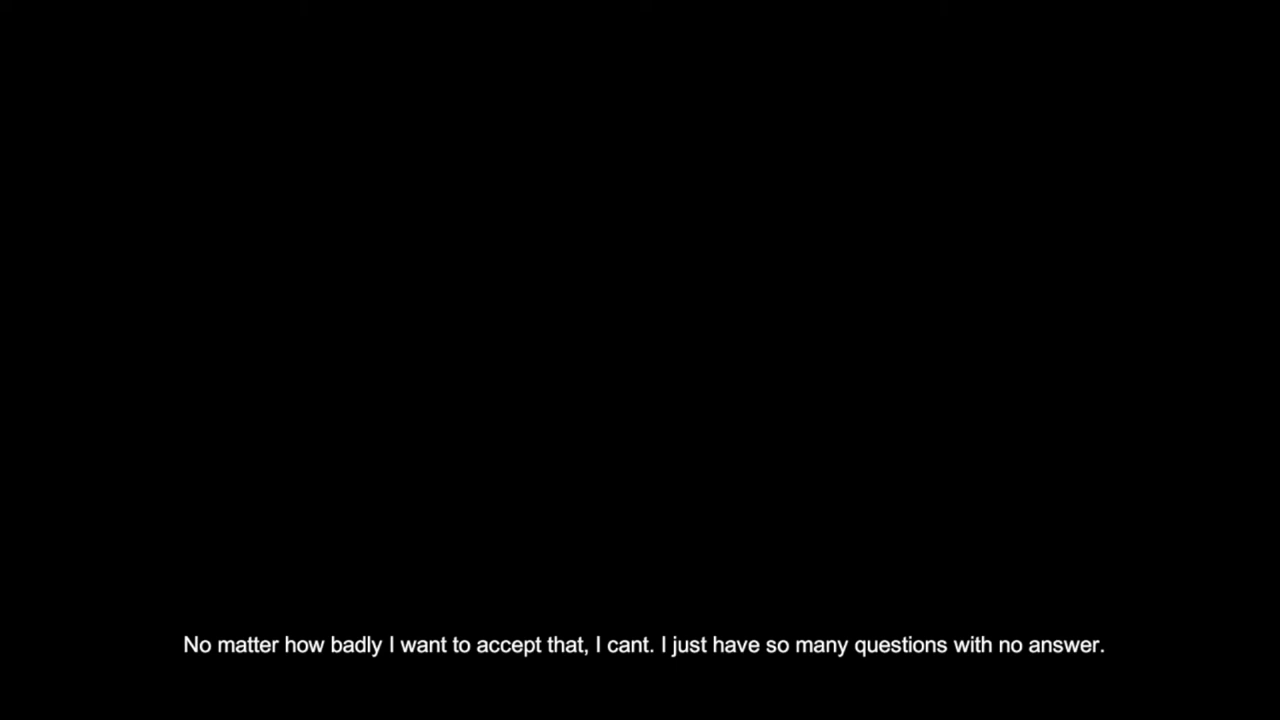 No matter how badly I want to accept that, I cant. I just have so many questions with no answer.